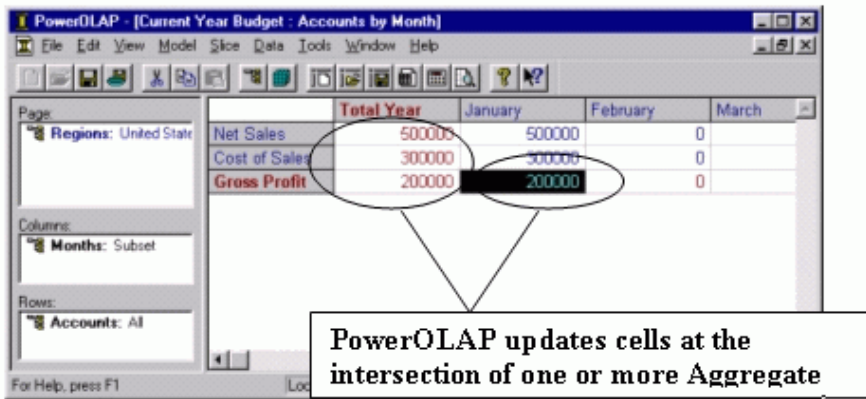 PowerOLAP - [Current Year Budget : Accounts by Month]
File Edit View Model Slice Data Tools Window Help
Page:
Regions: United State
Columns:
Months: Subset
Rows:
Accounts: All
Total Year January February March
Net Sales 500000 500000 0
Cost of Sales 300000 300000 0
Gross Profit 200000 200000 0
PowerOLAP updates cells at the
intersection of one or more Aggregate
For Help, press F1
Loc